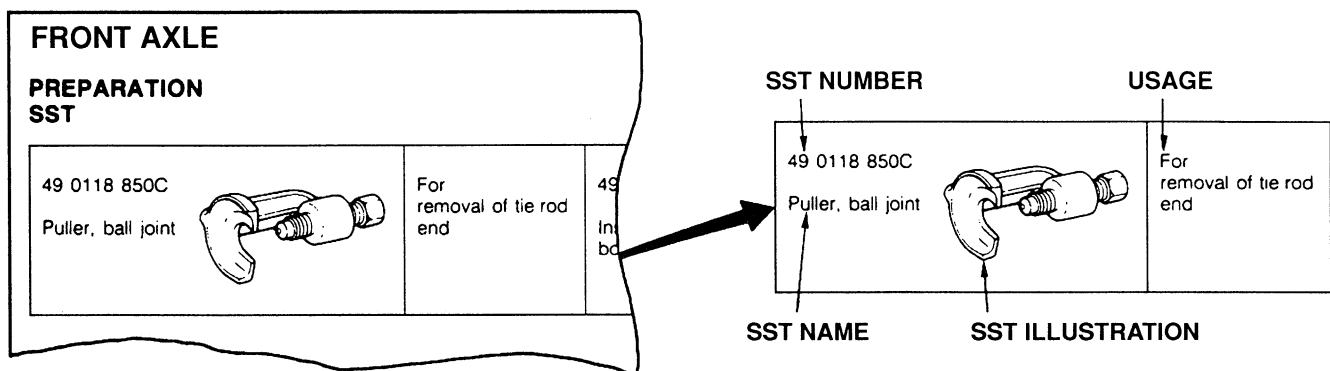 FRONT AXLE
PREPARATION
SST
49 0118 850C
Puller, ball joint
For
removal of tie rod
end
49
SST NUMBER
USAGE
49 0118 850C
Puller, ball joint
For
removal of tie rod
end
SST NAME
SST ILLUSTRATION